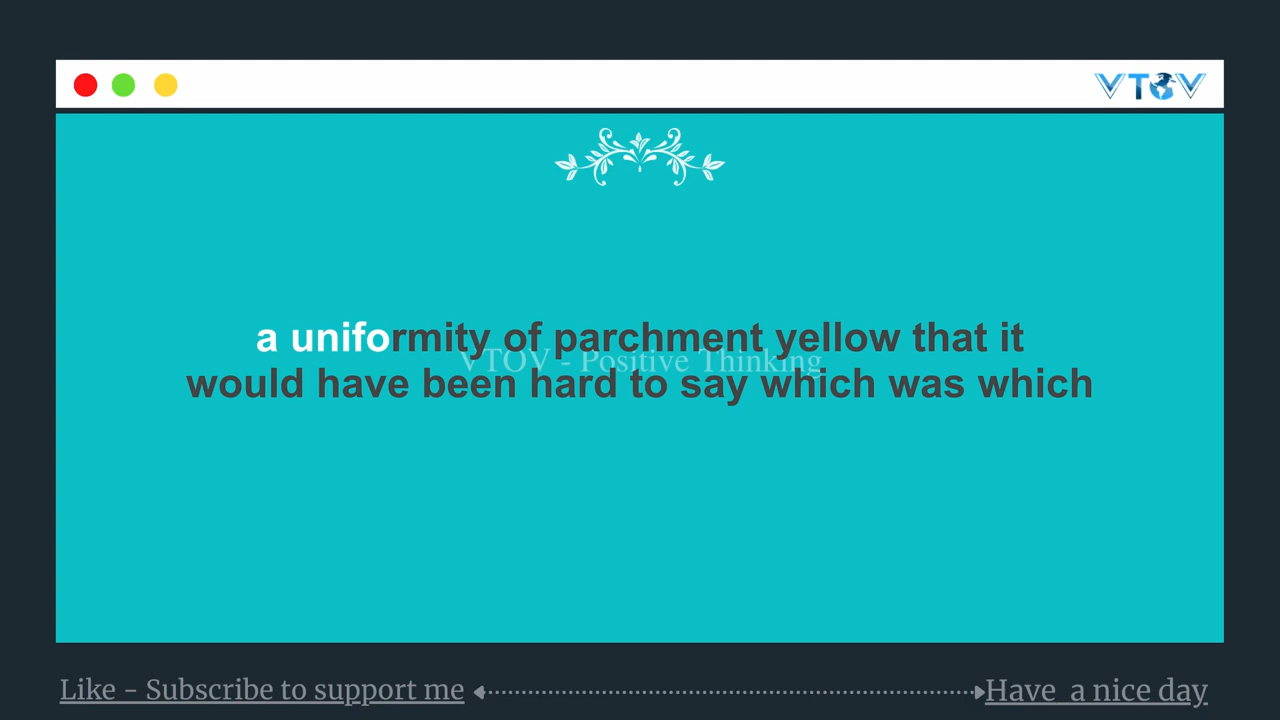 VTOV
a uniformity of parchment yellow that it
VTOV - Positive Thinking
would have been hard to say which was which
Like - Subscribe to support me
Have a nice day